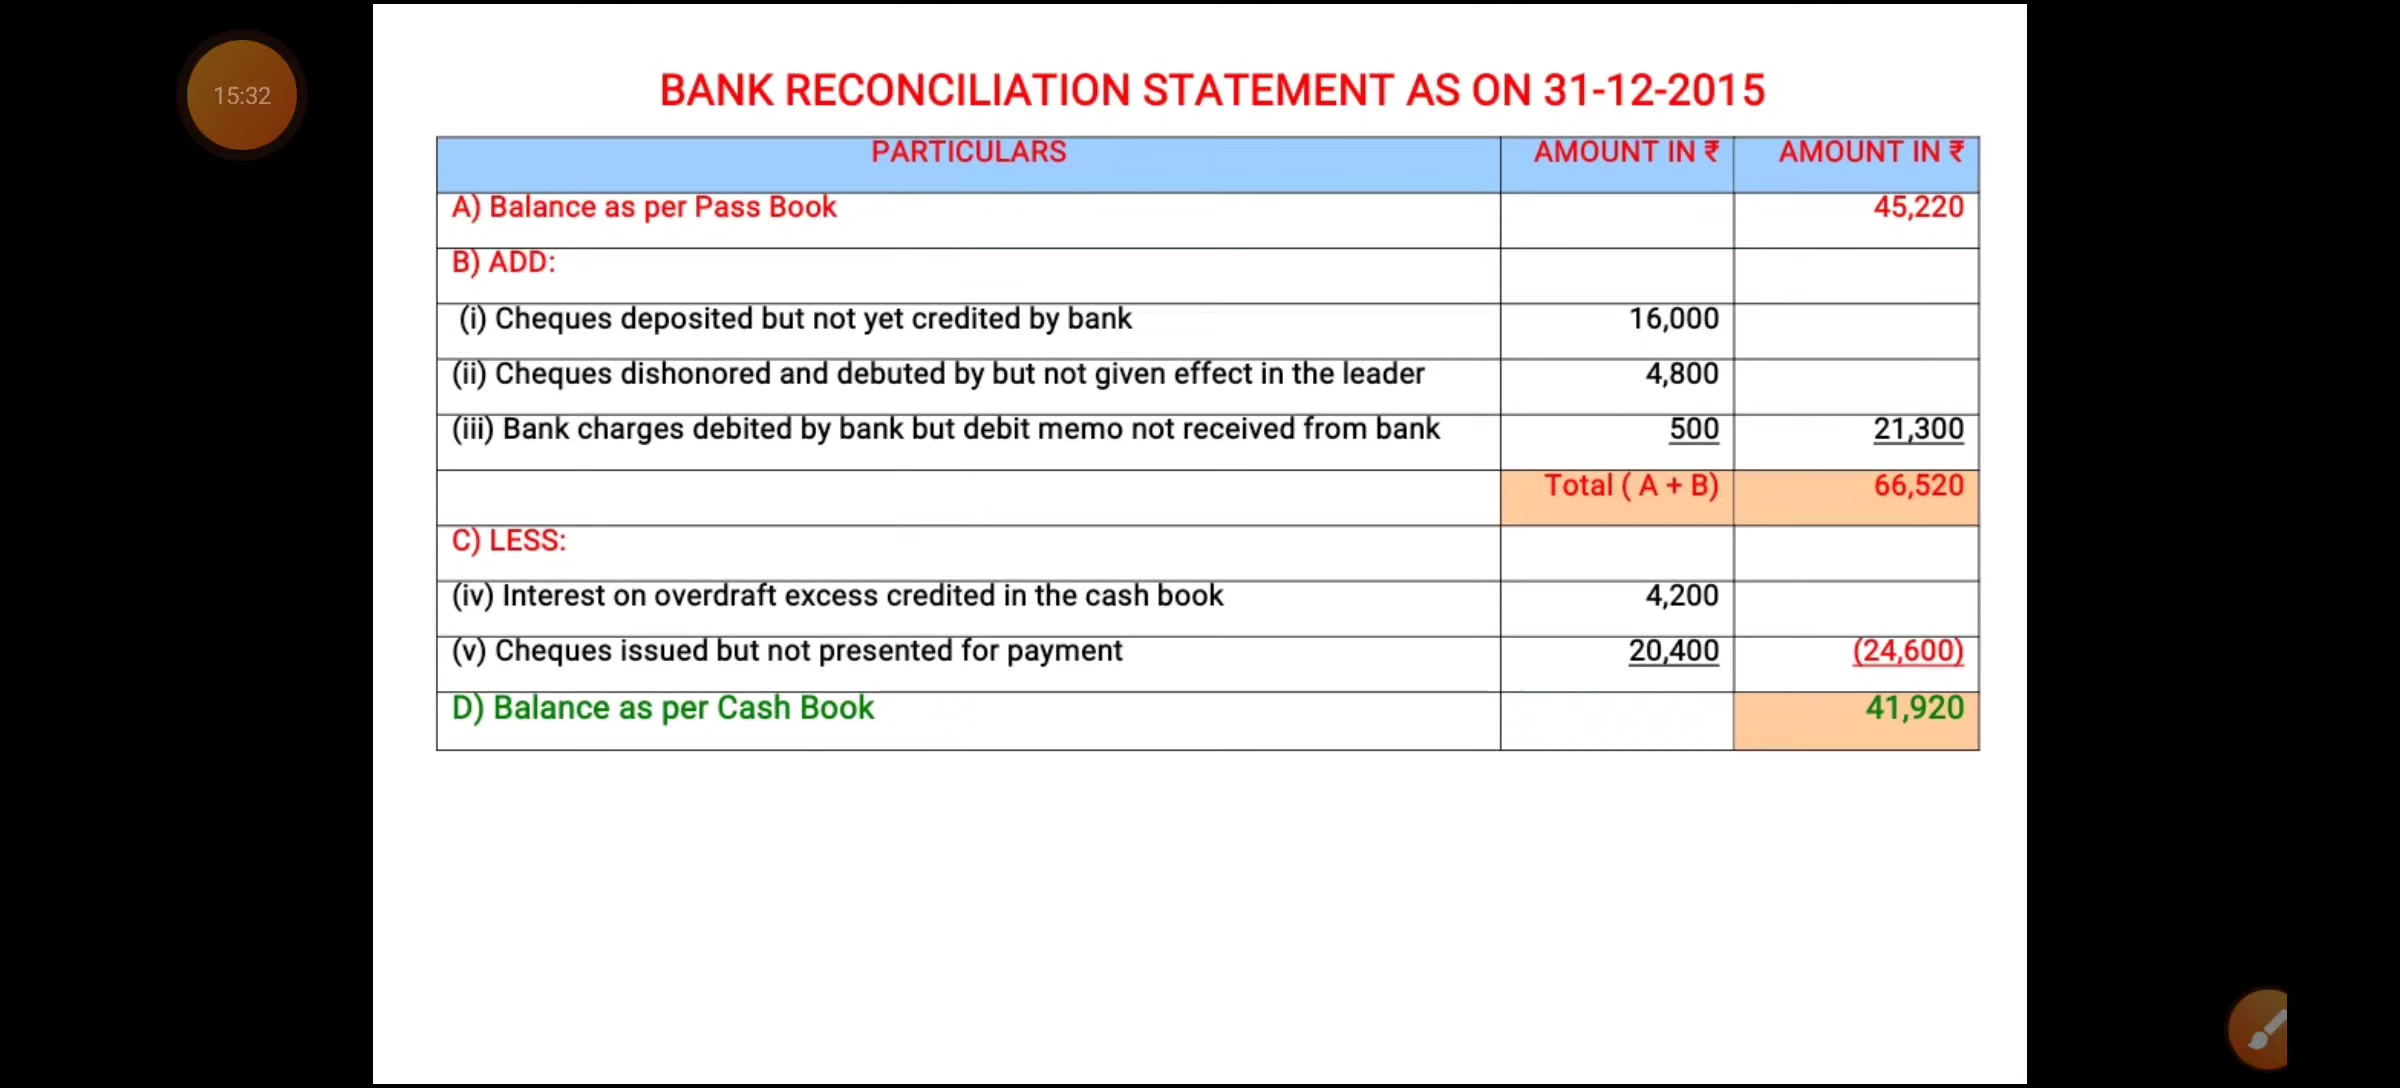 15:32
BANK RECONCILIATION STATEMENT AS ON 31-12-2015
PARTICULARS AMOUNT IN ₹ AMOUNT IN ₹
A) Balance as per Pass Book 45,220
B) ADD:
(i) Cheques deposited but not yet credited by bank 16,000
(ii) Cheques dishonored and debuted by but not given effect in the leader 4,800
(iii) Bank charges debited by bank but debit memo not received from bank 500 21,300
Total ( A + B) 66,520
C) LESS:
(iv) Interest on overdraft excess credited in the cash book 4,200
(v) Cheques issued but not presented for payment 20,400 (24,600)
D) Balance as per Cash Book 41,920